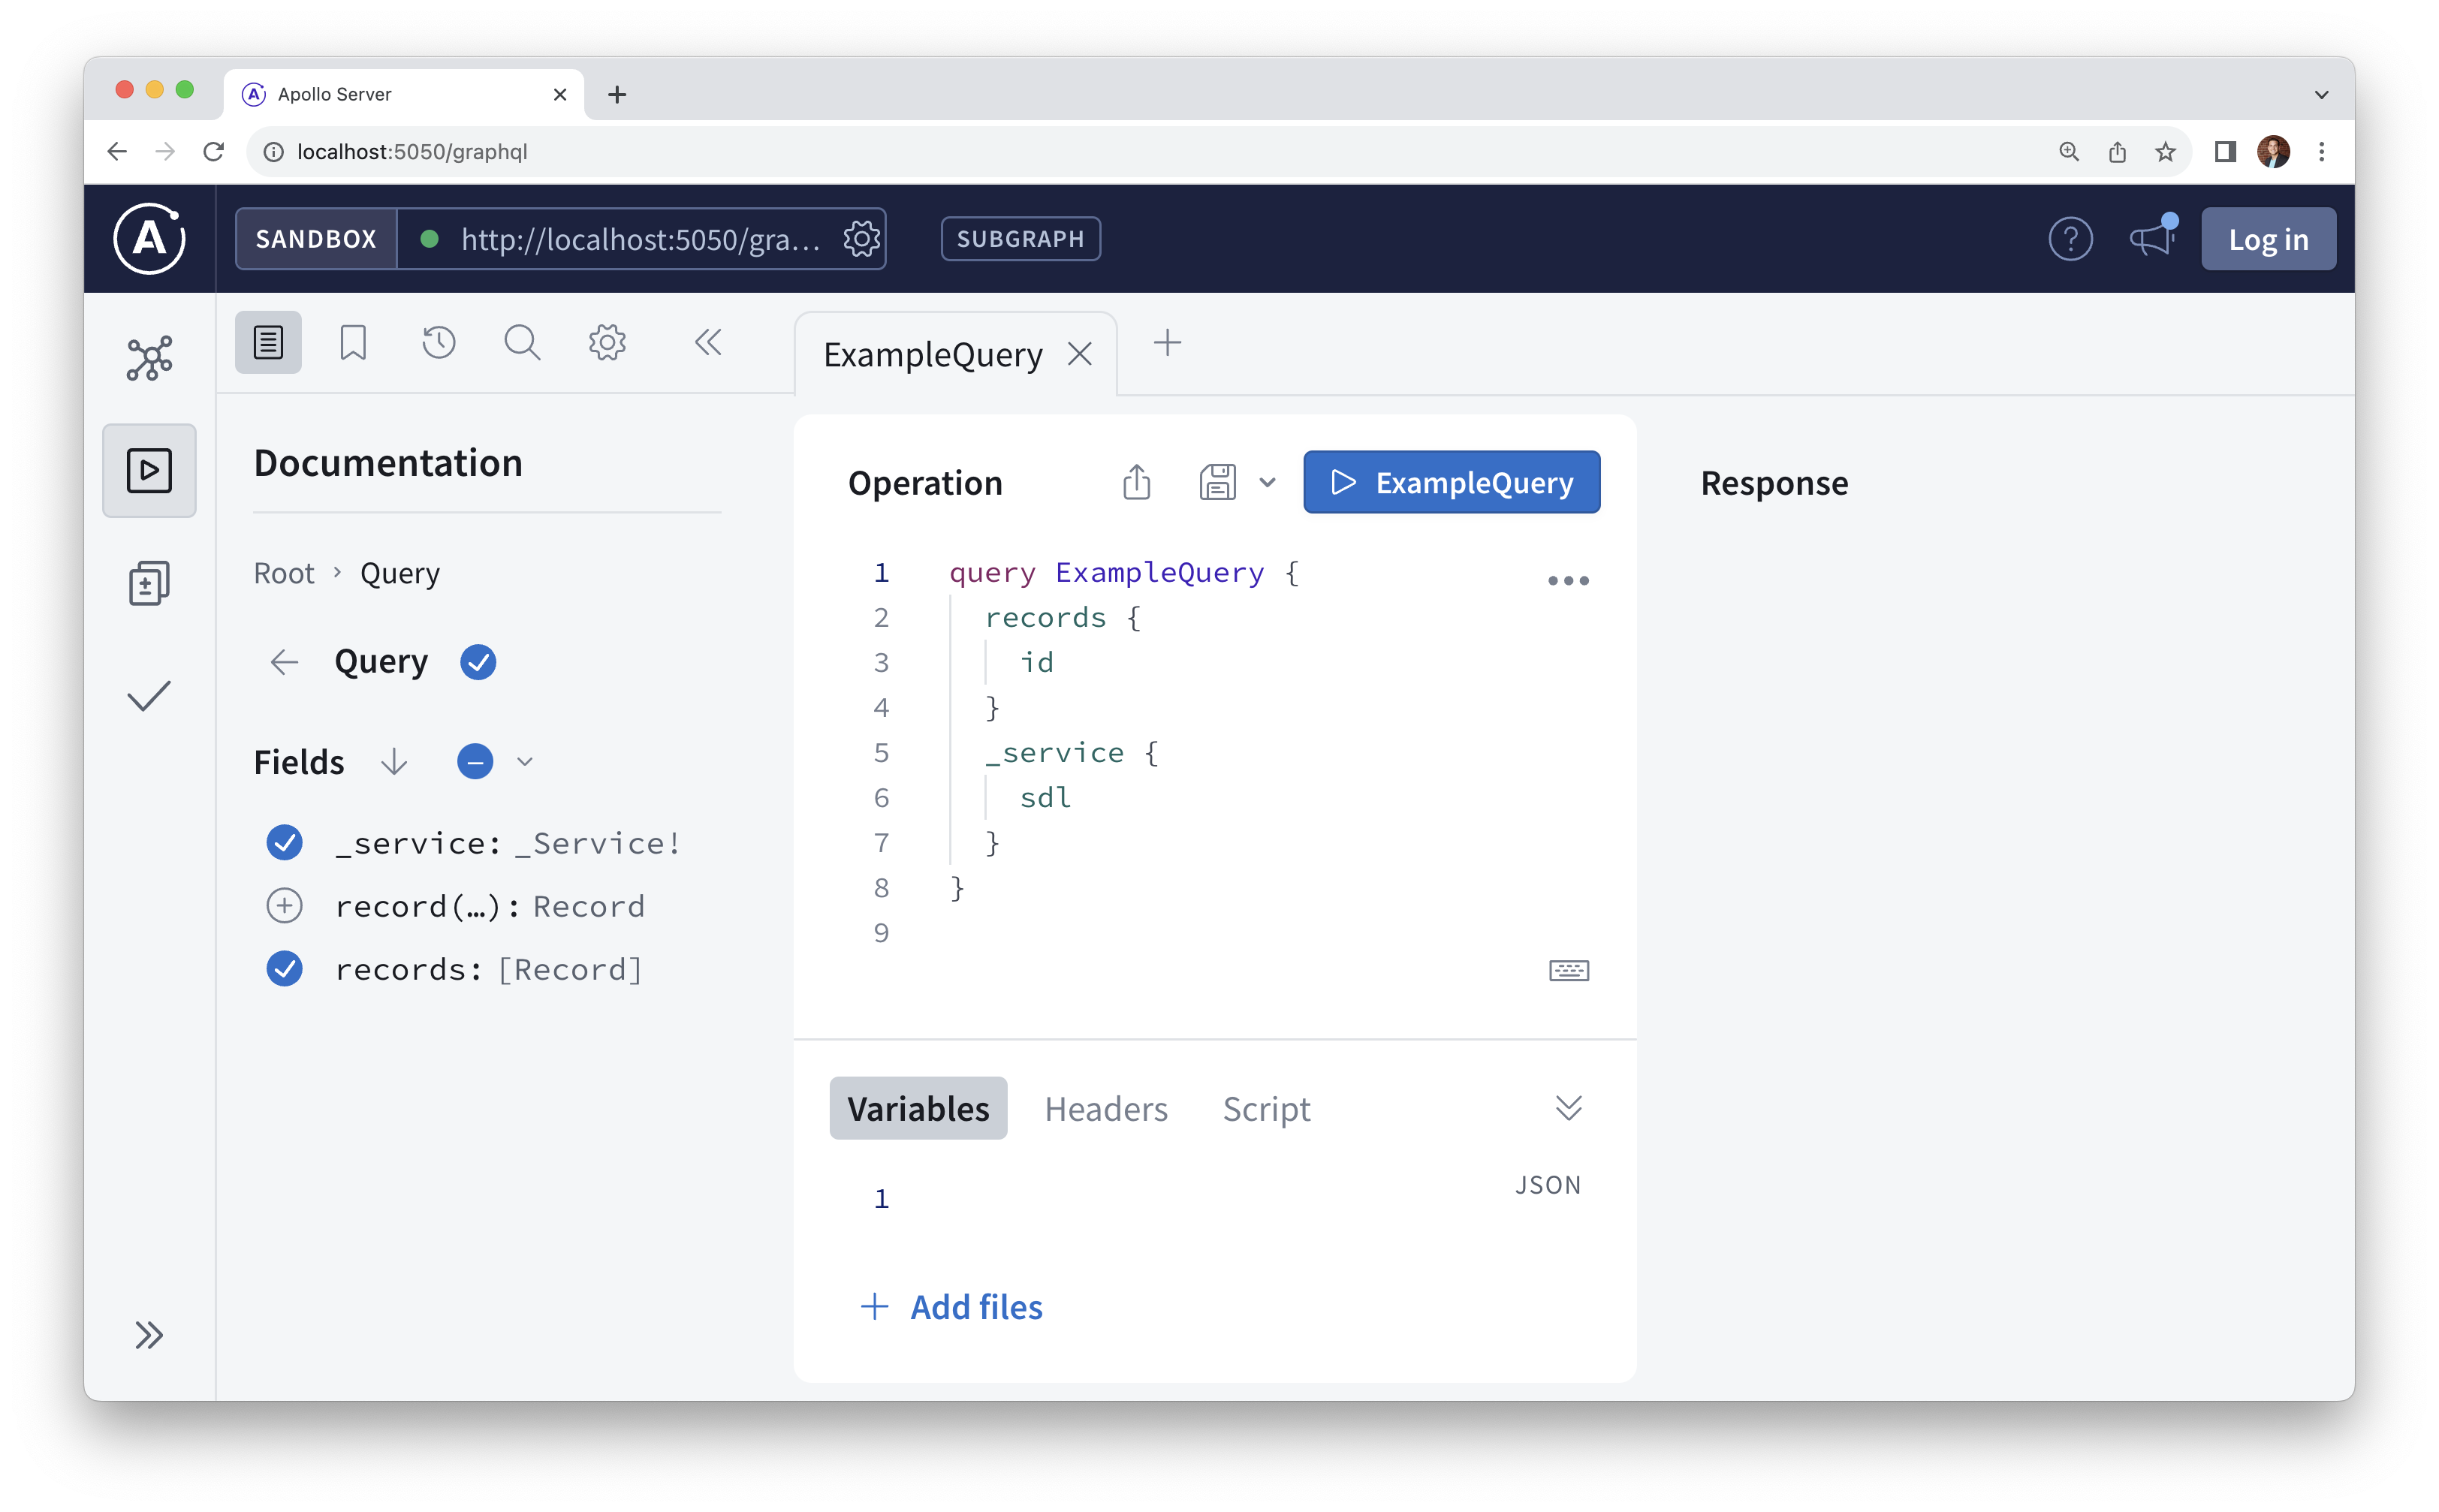 Apollo Server
localhost:5050/graphql
SANDBOX
http://localhost:5050/gra...
SUBGRAPH
Log in
ExampleQuery
Documentation
Root › Query
Query
Fields
_service: _Service!
record(…): Record
records: [Record]
Operation
ExampleQuery
1 query ExampleQuery {
2 records {
3 id
4 }
5 _service {
6 sdl
7 }
8 }
9
Variables Headers Script
1
JSON
Add files
Response